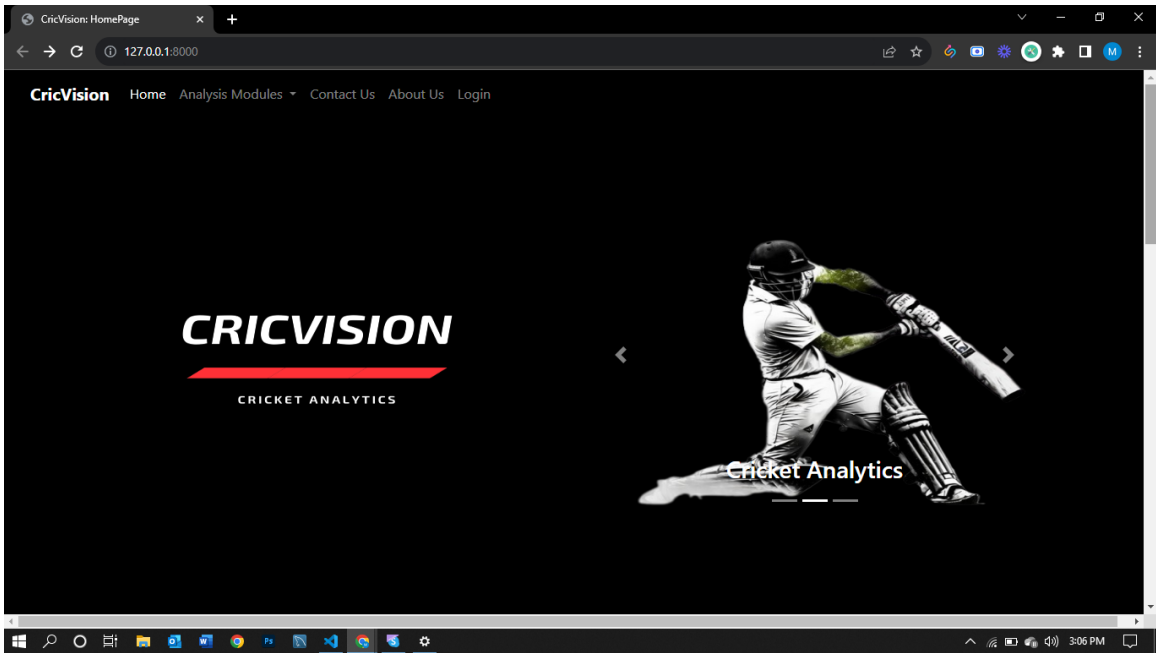 CricVision: HomePage
127.0.0.1:8000
M
CricVision Home Analysis Modules Contact Us About Us Login
CRICVISION
CRICKET ANALYTICS
Cricket Analytics
Ps
3:06 PM